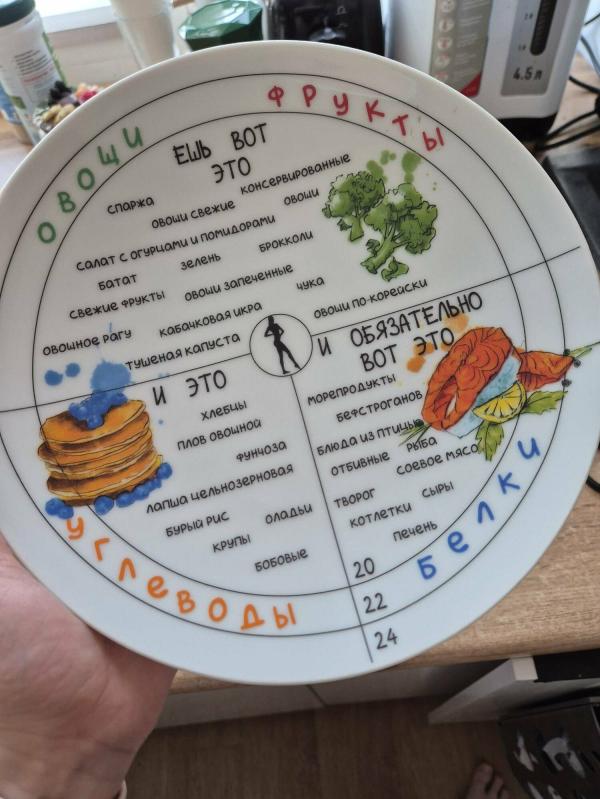 ОВОЩИ
ФРУКТЫ
ЕШЬ ВОТ
ЭТО
спаржа
консервированные
овощи
овощи свежие
салат с огурцами и помидорами
брокколи
батат
зелень
свежие фрукты
овощи запеченные
чука
овощное рагу
кабачковая икра
овощи по-корейски
тушеная капуста
И ЭТО
хлебцы
плов овощной
фунчоза
лапша цельнозерновая
бурый рис
оладьи
крупы
бобовые
УГЛЕВОДЫ
И ОБЯЗАТЕЛЬНО
ВОТ ЭТО
морепродукты
бефстроганов
блюда из птицы
отбивные
рыба
соевое мясо
творог
сыры
котлетки
печень
БЕЛКИ
20
22
24
4.5 л